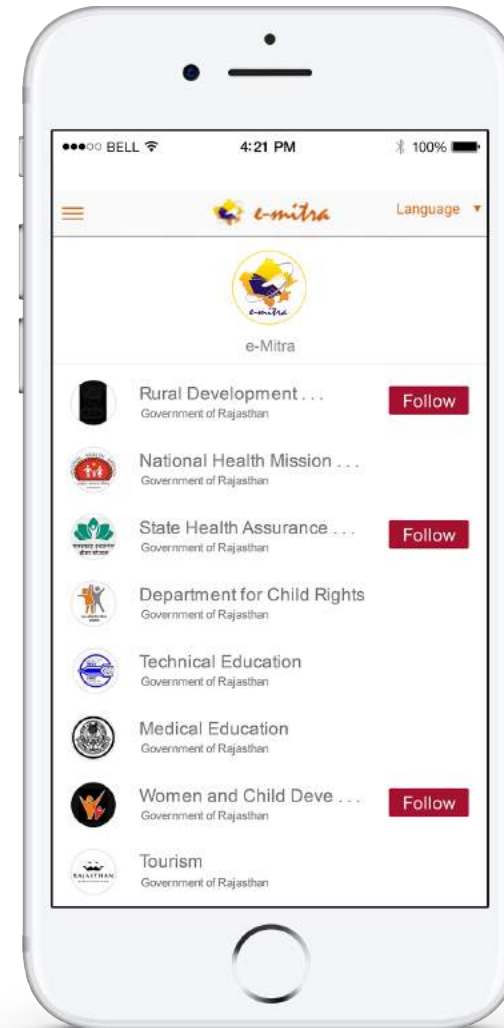 BELL 4:21 PM 100%
e-mitra Language
e-mitra
e-Mitra
Rural Development . . .
Government of Rajasthan
Follow
National Health Mission . . .
Government of Rajasthan
State Health Assurance . . .
Government of Rajasthan
Follow
Department for Child Rights
Government of Rajasthan
Technical Education
Government of Rajasthan
Medical Education
Government of Rajasthan
Women and Child Deve . . .
Government of Rajasthan
Follow
RAJASTHAN
Tourism
Government of Rajasthan